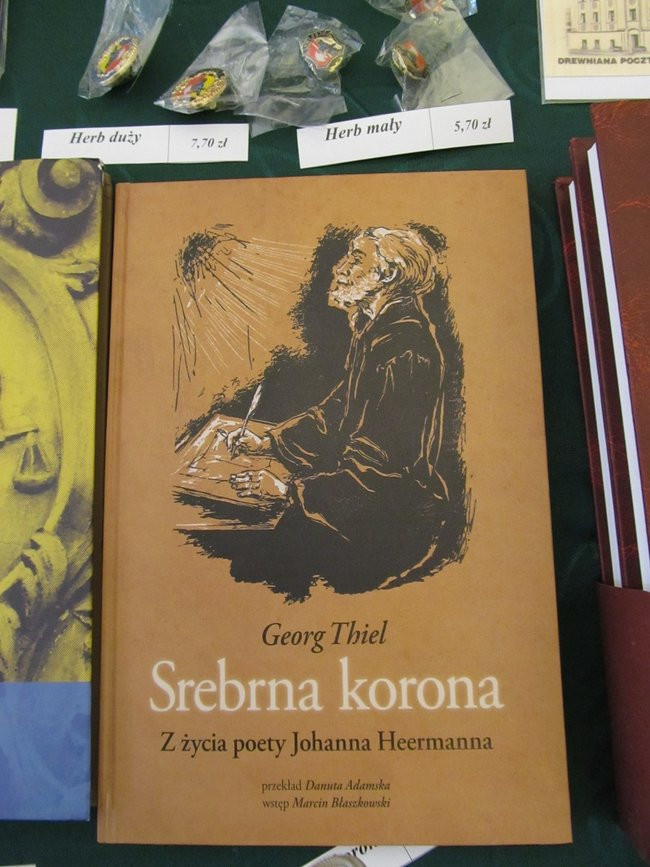 DREWNIANA POCZT
Herb duży 7,70 zł
Herb mały 5,70 zł
Georg Thiel
Srebrna korona
Z życia poety Johanna Heermanna
przekład Danuta Adamska
wstęp Marcin Błaszkowski